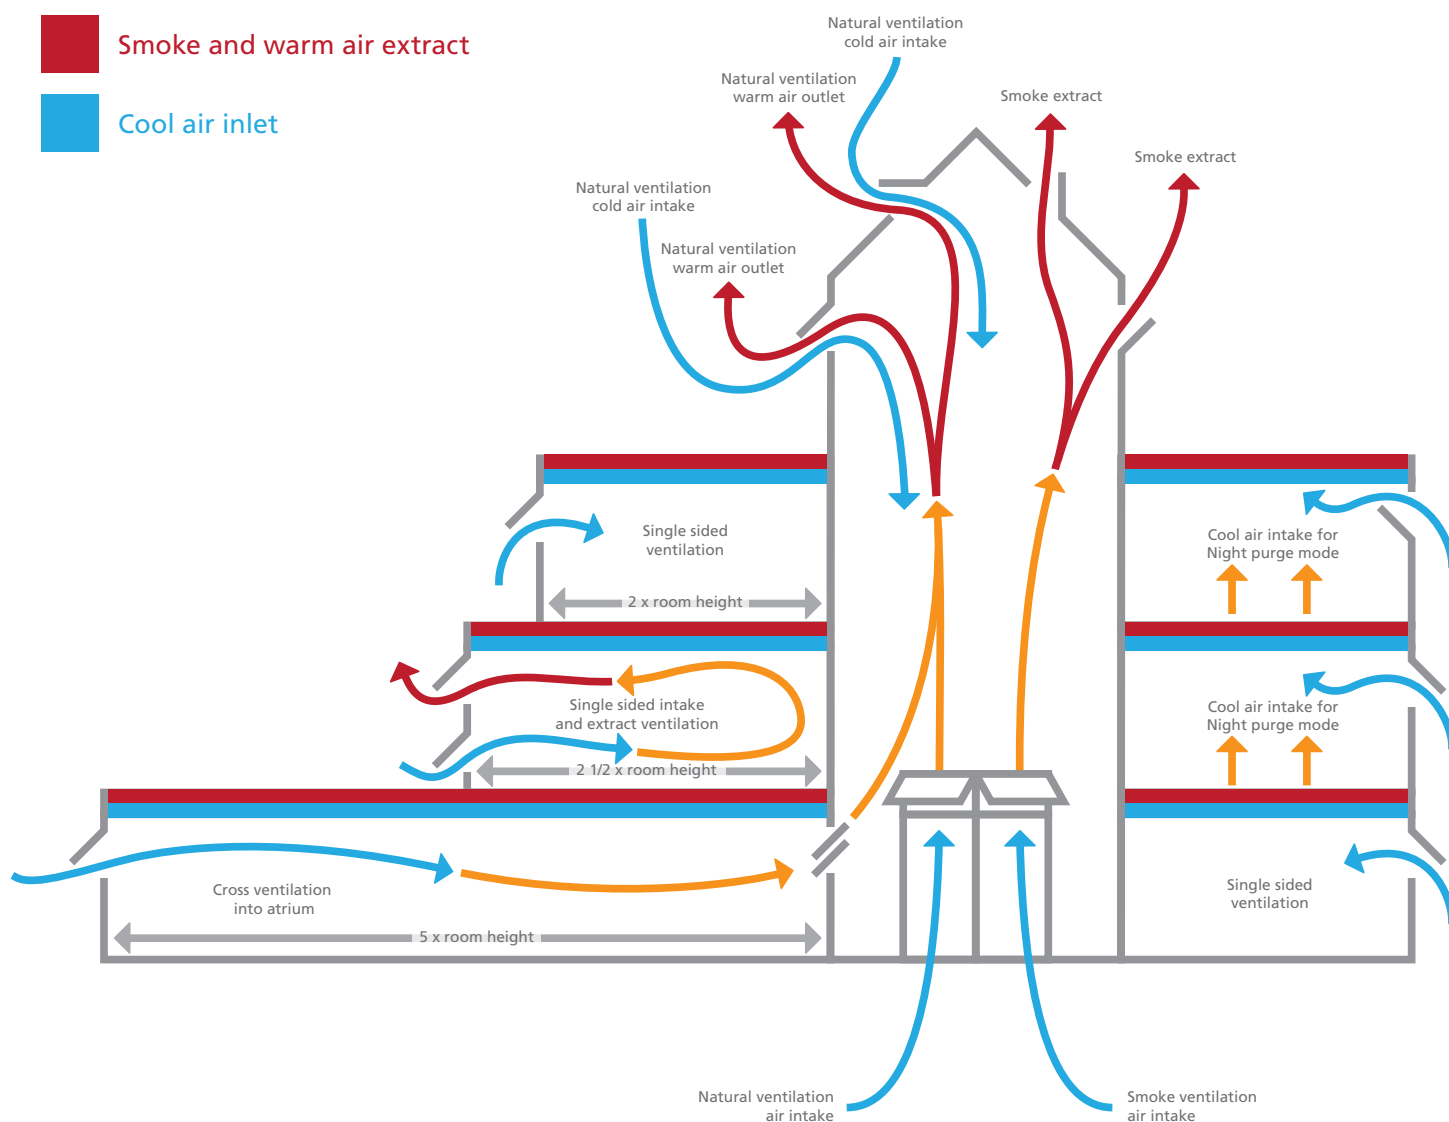 Smoke and warm air extract
Cool air inlet
Natural ventilation
cold air intake
Natural ventilation
warm air outlet
Smoke extract
Smoke extract
Natural ventilation
cold air intake
Natural ventilation
warm air outlet
Single sided
ventilation
2 x room height
Cool air intake for
Night purge mode
Single sided intake
and extract ventilation
2 1/2 x room height
Cool air intake for
Night purge mode
Cross ventilation
into atrium
5 x room height
Single sided
ventilation
Natural ventilation
air intake
Smoke ventilation
air intake